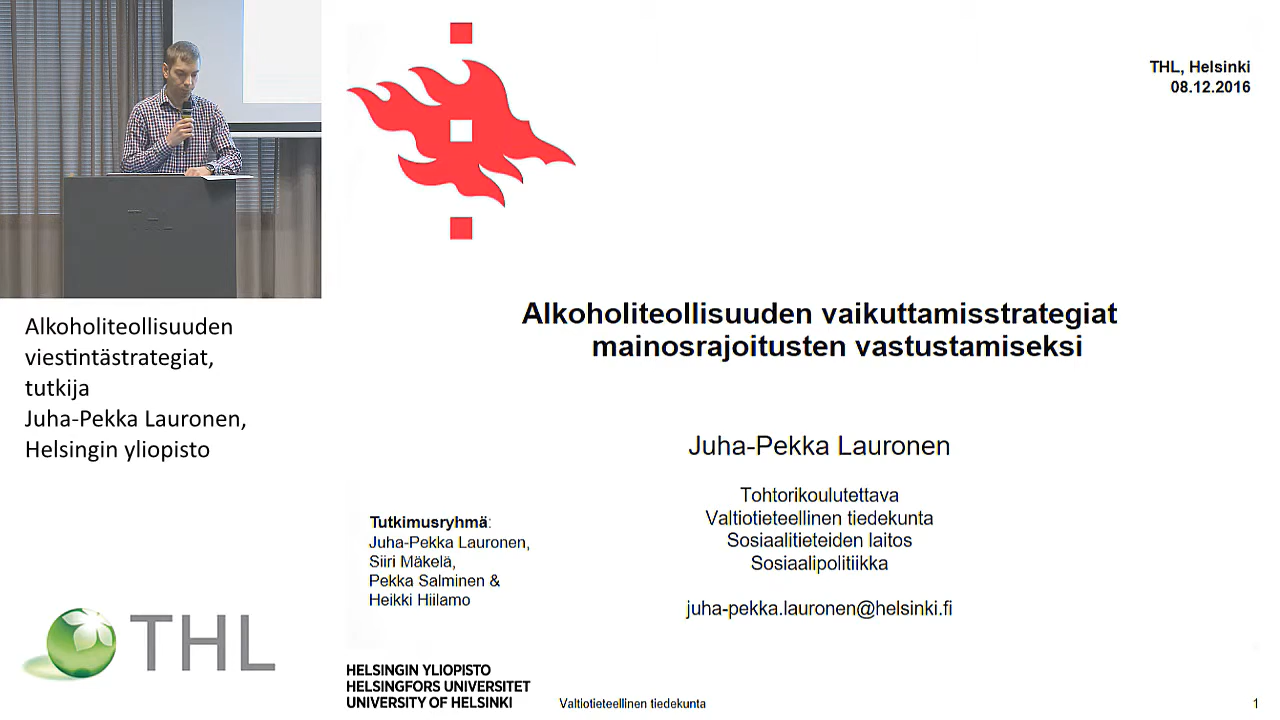 THL
Alkoholiteollisuuden
viestintästrategiat,
tutkija
Juha-Pekka Lauronen,
Helsingin yliopisto
THL
THL, Helsinki
08.12.2016
Alkoholiteollisuuden vaikuttamisstrategiat
mainosrajoitusten vastustamiseksi
Juha-Pekka Lauronen
Tohtorikoulutettava
Valtiotieteellinen tiedekunta
Sosiaalitieteiden laitos
Sosiaalipolitiikka
juha-pekka.lauronen@helsinki.fi
Tutkimusryhmä:
Juha-Pekka Lauronen,
Siiri Mäkelä,
Pekka Salminen &
Heikki Hiilamo
HELSINGIN YLIOPISTO
HELSINGFORS UNIVERSITET
UNIVERSITY OF HELSINKI
Valtiotieteellinen tiedekunta
1